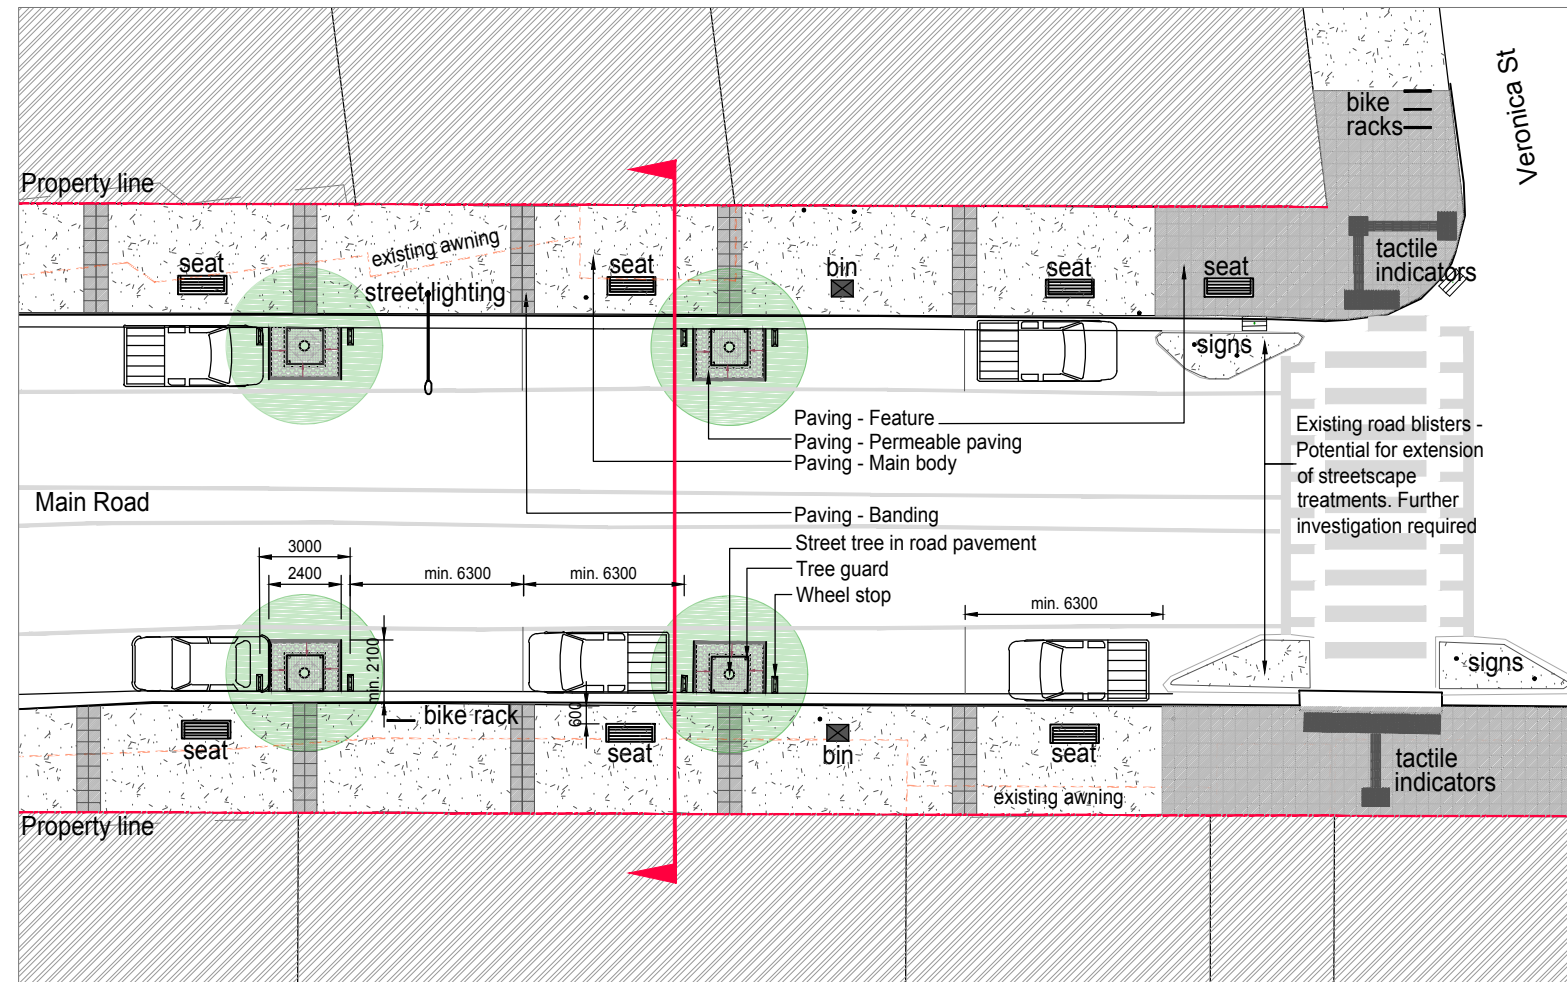 Veronica St
bike
racks
Property line
tactile
indicators
existing awning
seat
seat
bin
seat
seat
street lighting
signs
Paving - Feature
Paving - Permeable paving
Paving - Main body
Existing road blisters -
Potential for extension
of streetscape
treatments. Further
investigation required
Main Road
Paving - Banding
Street tree in road pavement
Tree guard
Wheel stop
3000
2400
min. 6300
min. 6300
min. 6300
min. 2100
600
signs
bike rack
seat
seat
bin
seat
tactile
indicators
existing awning
Property line